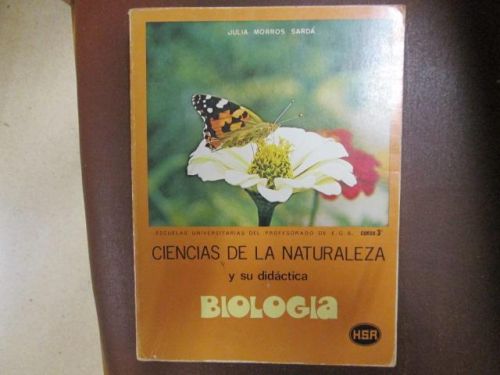 JULIA MORROS SARDÁ
ESCUELAS UNIVERSITARIAS DEL PROFESORADO DE E.G.B. CURSO 3º
CIENCIAS DE LA NATURALEZA
y su didáctica
BIOLOGIA
HSR